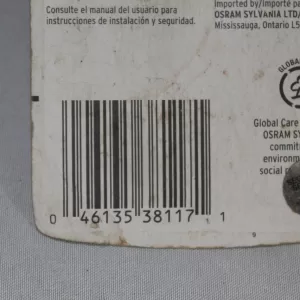 Consulte el manual del usuario para
instrucciones de instalación y seguridad.
Imported by/Importé pa
OSRAM SYLVANIA LTD
Mississauga, Ontario L5
GLOBAL
Global Care
OSRAM SY
commit
environm
social r
0 46135 38117 1